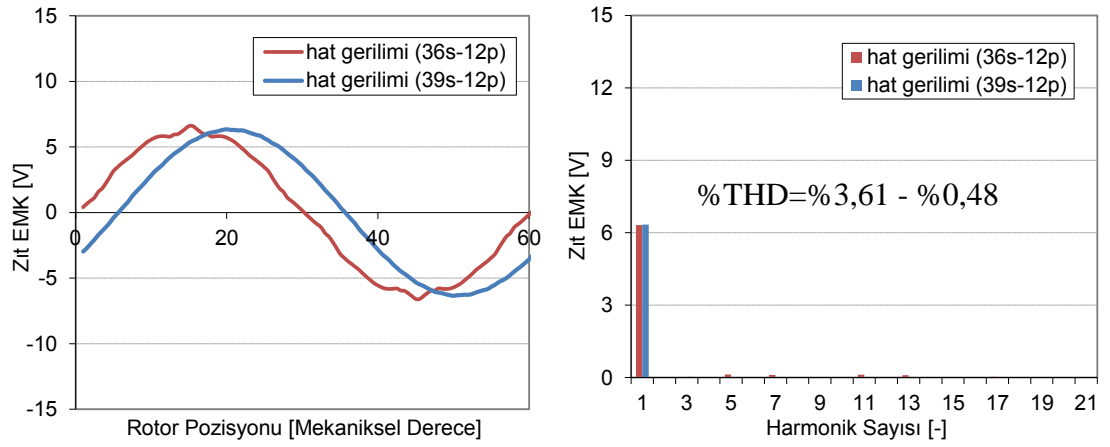 15
10
5
0
-5
-10
-15
0
20
40
60
Zıt EMK [V]
Rotor Pozisyonu [Mekaniksel Derece]
hat gerilimi (36s-12p)
hat gerilimi (39s-12p)
15
12
9
6
3
0
Zıt EMK [V]
hat gerilimi (36s-12p)
hat gerilimi (39s-12p)
%THD=%3,61 - %0,48
1 3 5 7 9 11 13 15 17 19 21
Harmonik Sayısı [-]